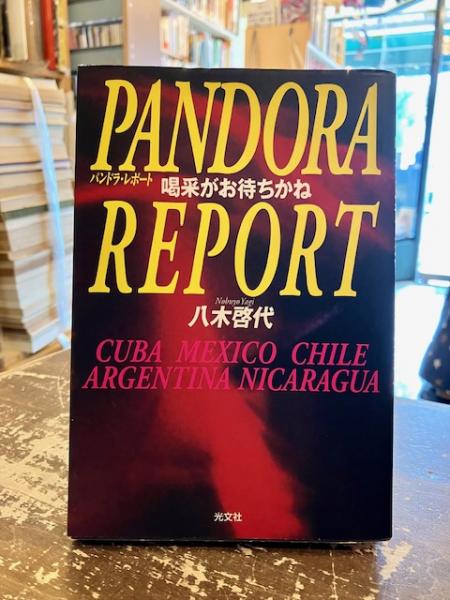 PANDORA
パンドラ・レポート
喝采がお待ちかね
REPORT
Nobuyo Yagi
八木啓代
CUBA MEXICO CHILE
ARGENTINA NICARAGUA
光文社